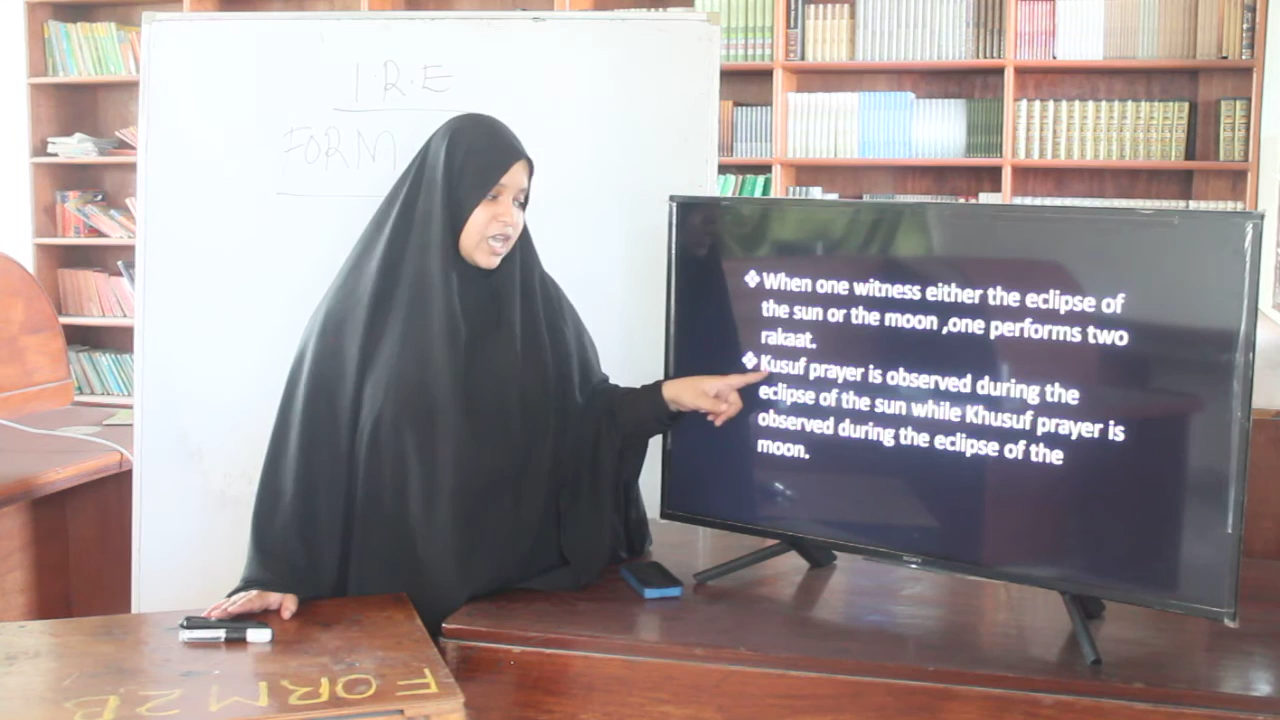 I.R.E
FORM
❖When one witness either the eclipse of
the sun or the moon ,one performs two
rakaat.
❖Kusuf prayer is observed during the
eclipse of the sun while Khusuf prayer is
observed during the eclipse of the
moon.
SONY
FORM 2B